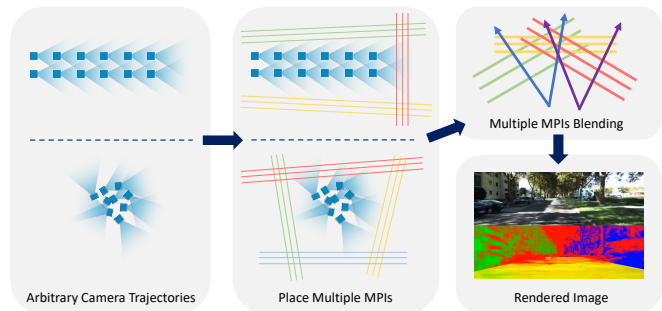 Arbitrary Camera Trajectories
Place Multiple MPIs
Multiple MPIs Blending
Rendered Image